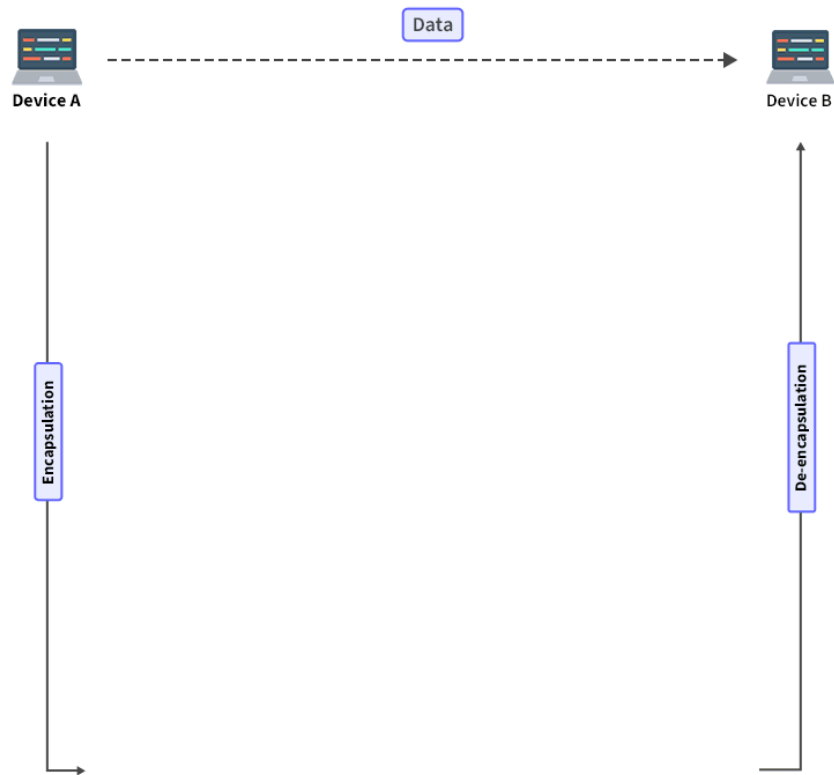 Data
Device A
Device B
Encapsulation
De-encapsulation